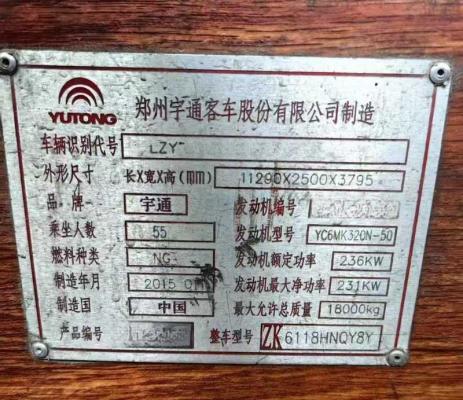 YUTONG
郑州宇通客车股份有限公司制造
车辆识别代号 LZY
外形尺寸 长X宽X高(mm) 11290X2500X3795
品牌 宇通 发动机编号
乘坐人数 55 发动机型号 YC6MK320N-50
燃料种类 NG 发动机额定功率 236KW
制造年月 2015 发动机最大净功率 231KW
制造国 中国 最大允许总质量 18000kg
产品编号 整车型号 ZK6118HNQY8Y